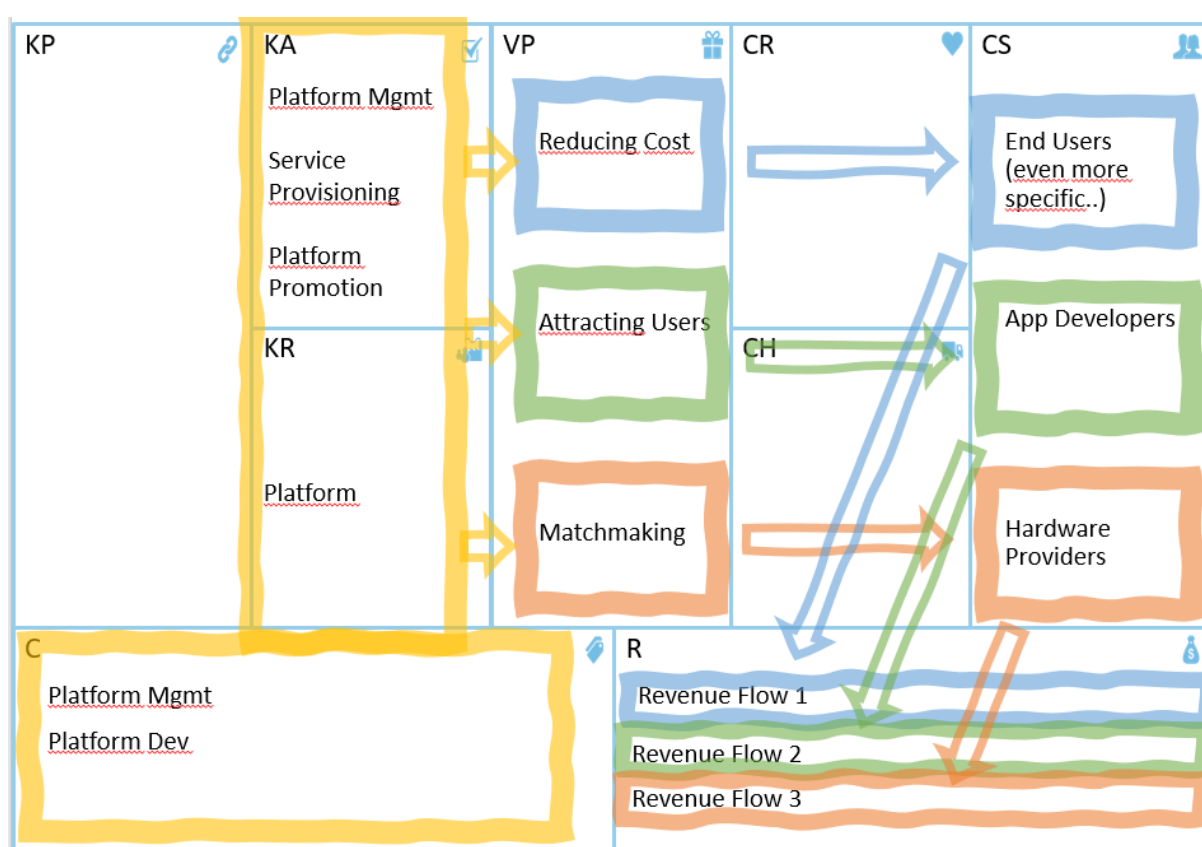 KP
KA
Platform Mgmt
Service
Provisioning
Platform
Promotion
KR
Platform
VP
Reducing Cost
Attracting Users
Matchmaking
CR
CH
CS
End Users
(even more
specific..)
App Developers
Hardware
Providers
C
Platform Mgmt
Platform Dev
R
Revenue Flow 1
Revenue Flow 2
Revenue Flow 3